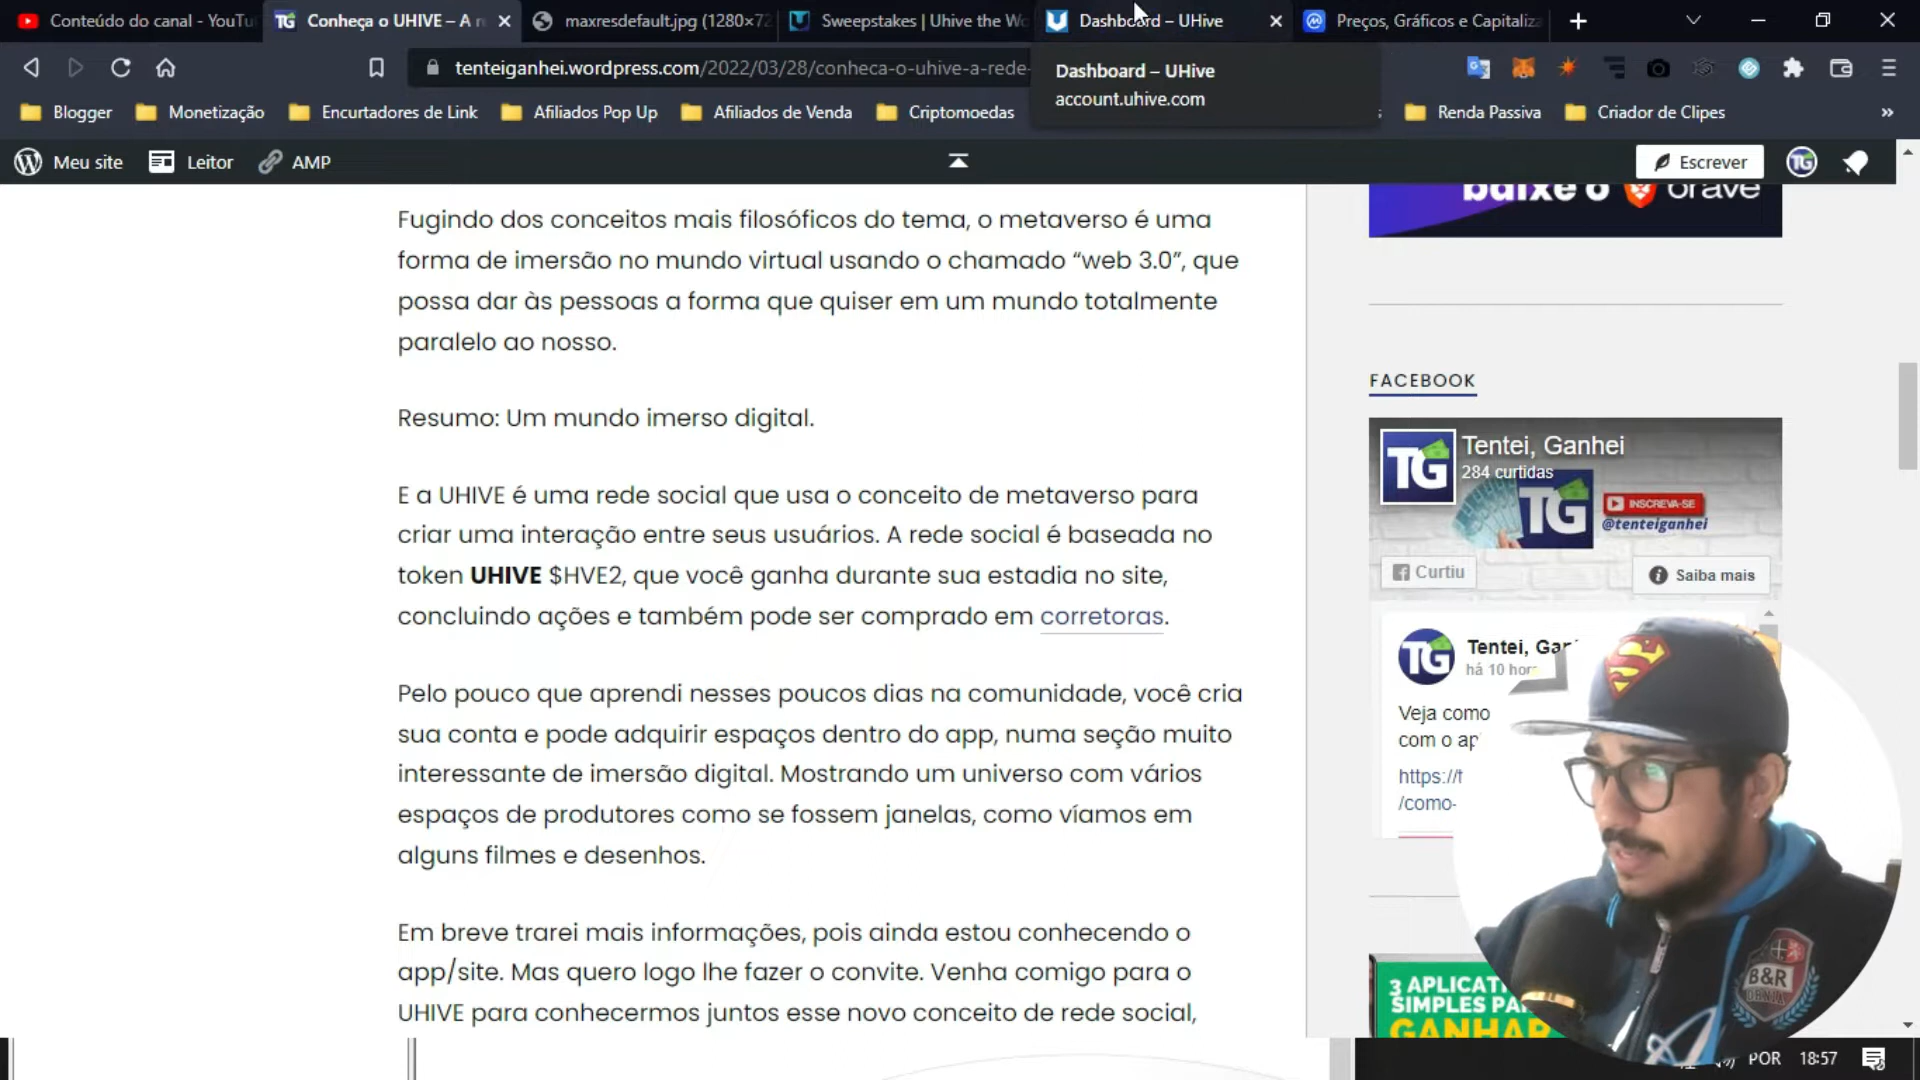 Conteúdo do canal - YouTu
Conheça o UHIVE – A r
maxresdefault.jpg (1280×72
Sweepstakes | Uhive the Wo
Dashboard – UHive
Preços, Gráficos e Capitaliza
tenteiganhei.wordpress.com/2022/03/28/conheca-o-uhive-a-rede-
Dashboard – UHive
account.uhive.com
Blogger
Monetização
Encurtadores de Link
Afiliados Pop Up
Afiliados de Venda
Criptomoedas
Renda Passiva
Criador de Clipes
Meu site
Leitor
AMP
Escrever
TG
Fugindo dos conceitos mais filosóficos do tema, o metaverso é uma
forma de imersão no mundo virtual usando o chamado “web 3.0”, que
possa dar às pessoas a forma que quiser em um mundo totalmente
paralelo ao nosso.
Resumo: Um mundo imerso digital.
E a UHIVE é uma rede social que usa o conceito de metaverso para
criar uma interação entre seus usuários. A rede social é baseada no
token UHIVE $HVE2, que você ganha durante sua estadia no site,
concluindo ações e também pode ser comprado em corretoras.
Pelo pouco que aprendi nesses poucos dias na comunidade, você cria
sua conta e pode adquirir espaços dentro do app, numa seção muito
interessante de imersão digital. Mostrando um universo com vários
espaços de produtores como se fossem janelas, como víamos em
alguns filmes e desenhos.
Em breve trarei mais informações, pois ainda estou conhecendo o
app/site. Mas quero logo lhe fazer o convite. Venha comigo para o
UHIVE para conhecermos juntos esse novo conceito de rede social,
baixe o brave
FACEBOOK
TG
Tentei, Ganhei
284 curtidas
TG
INSCREVA-SE
@tenteiganhei
Curtiu
Saiba mais
TG
Tentei, Gan
há 10 hor
Veja como
com o ap
https://t
/como-
3 APLICATI
SIMPLES PA
GANHAR
B&R
POR
18:57